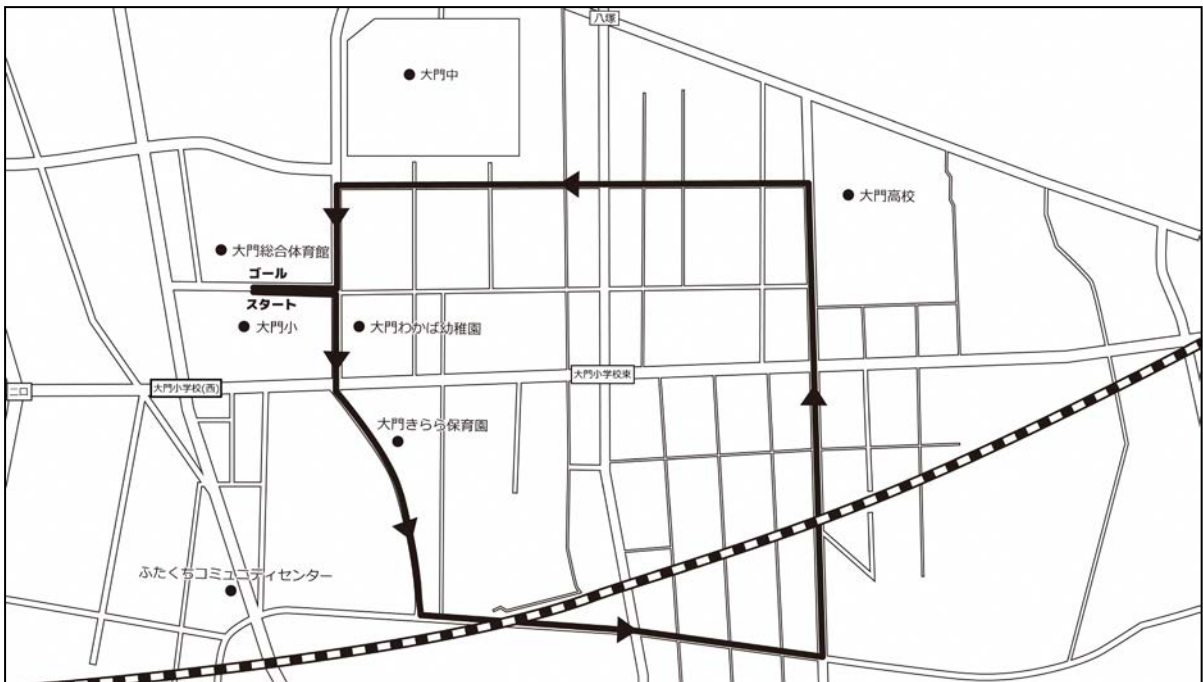 八塚
大門中
大門高校
大門総合体育館
ゴール
スタート
大門小
大門わかば幼稚園
大門小学校東
二口
大門小学校(西)
大門きらら保育園
ふたくちコミュニティセンター